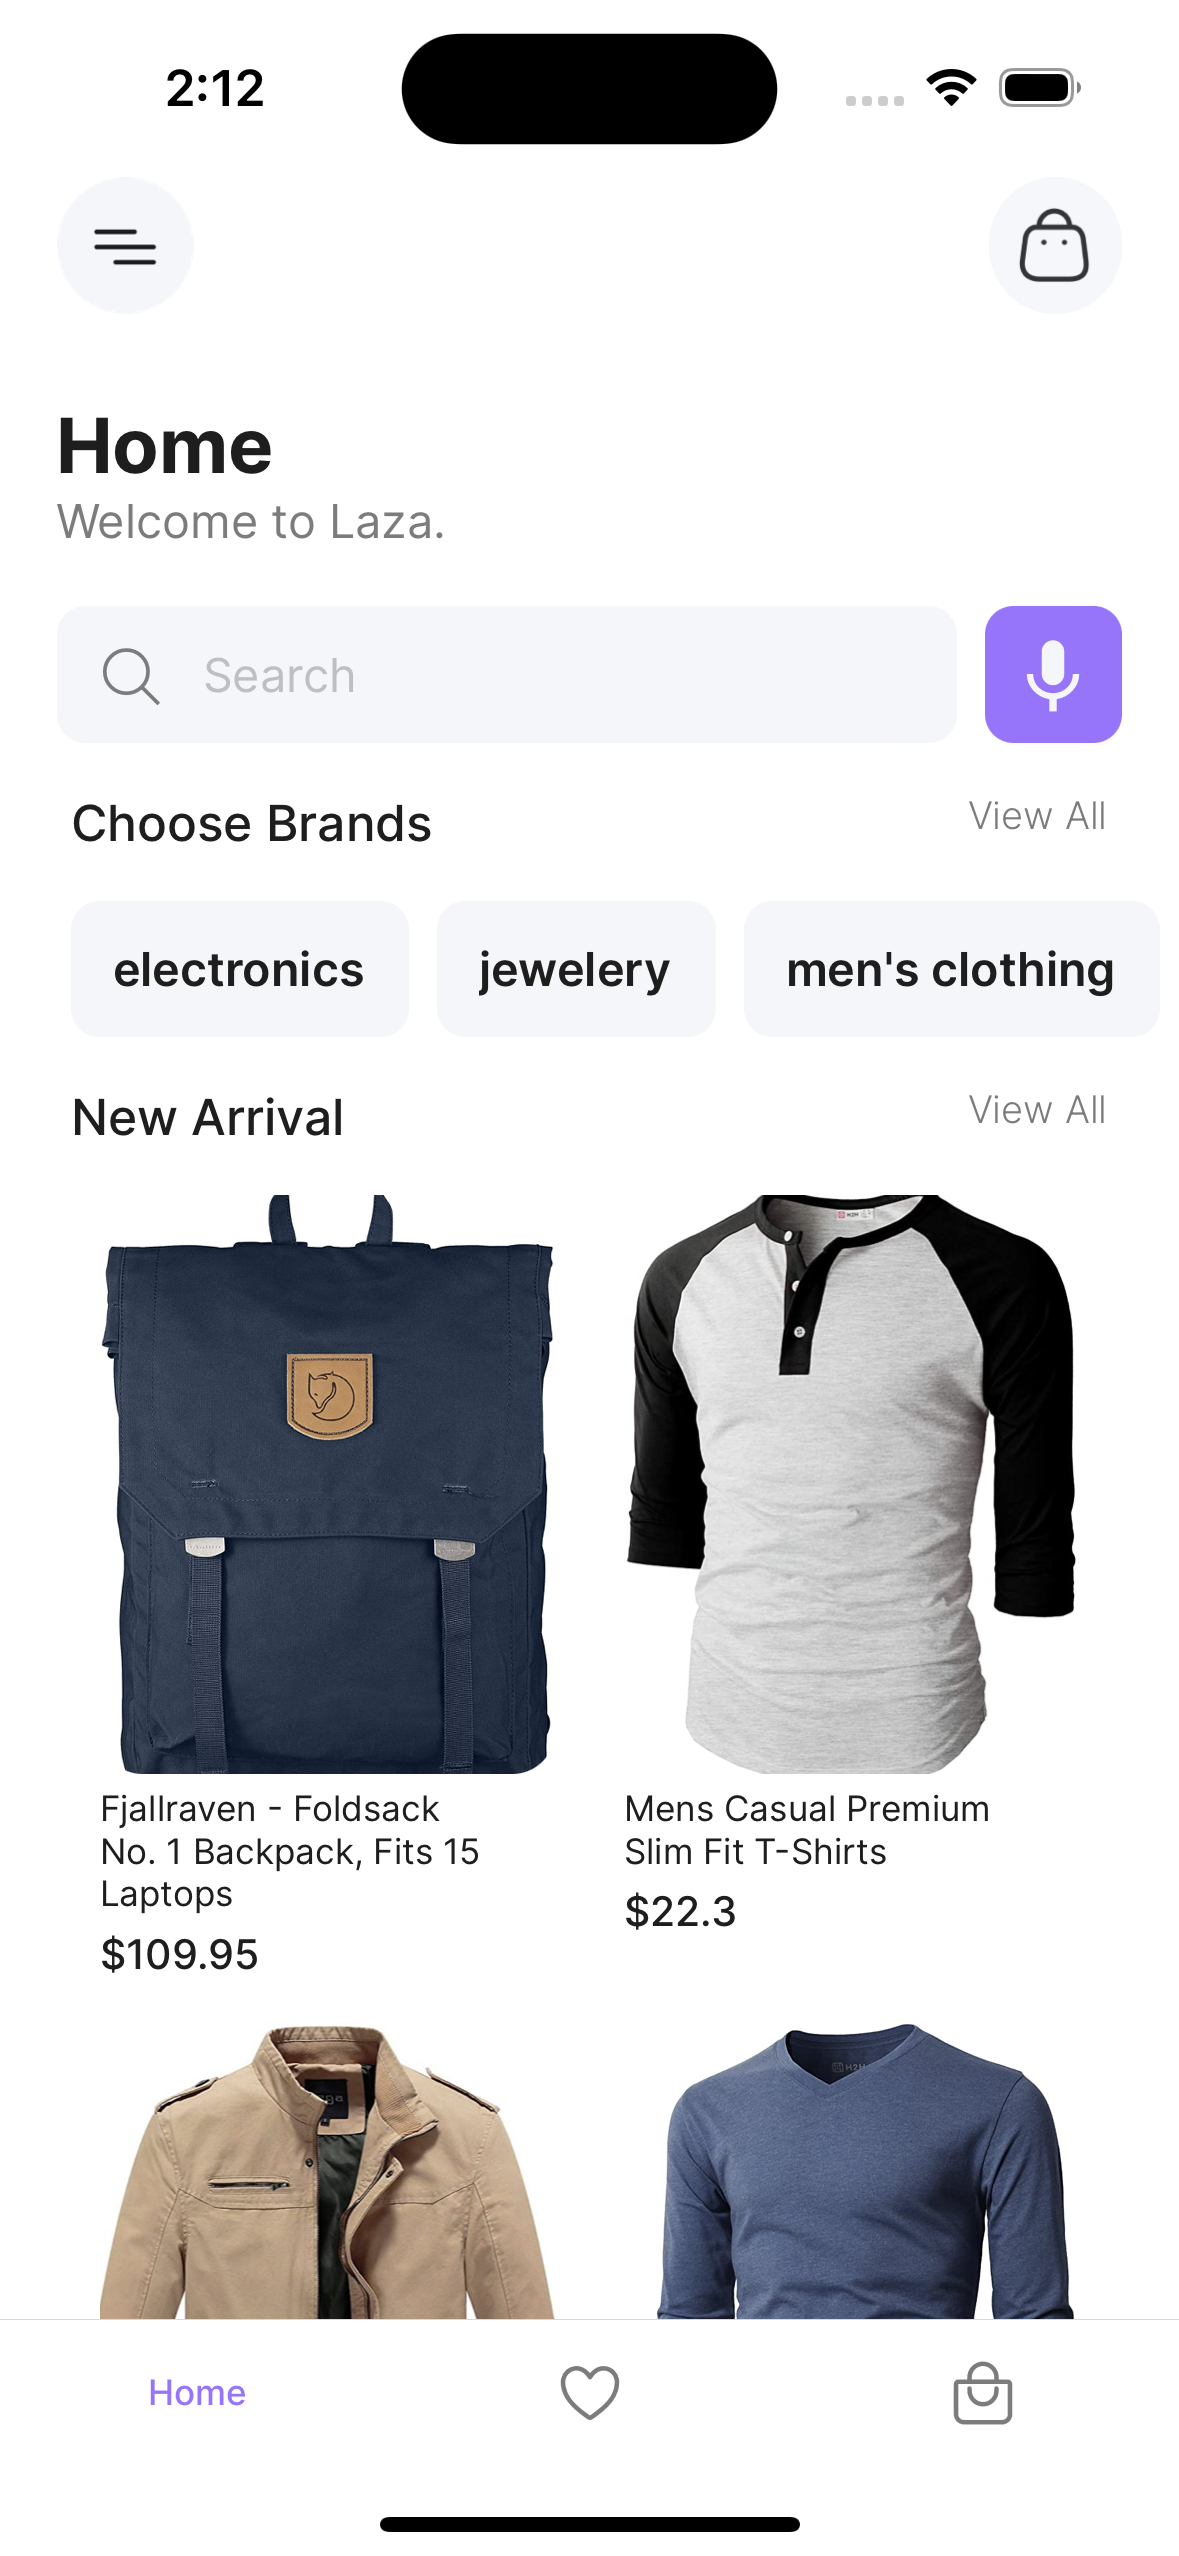 2:12
Home
Welcome to Laza.
Search
Choose Brands
View All
electronics
jewelery
men's clothing
New Arrival
View All
Fjallraven - Foldsack
No. 1 Backpack, Fits 15
Laptops
$109.95
Mens Casual Premium
Slim Fit T-Shirts
$22.3
H2H
Home